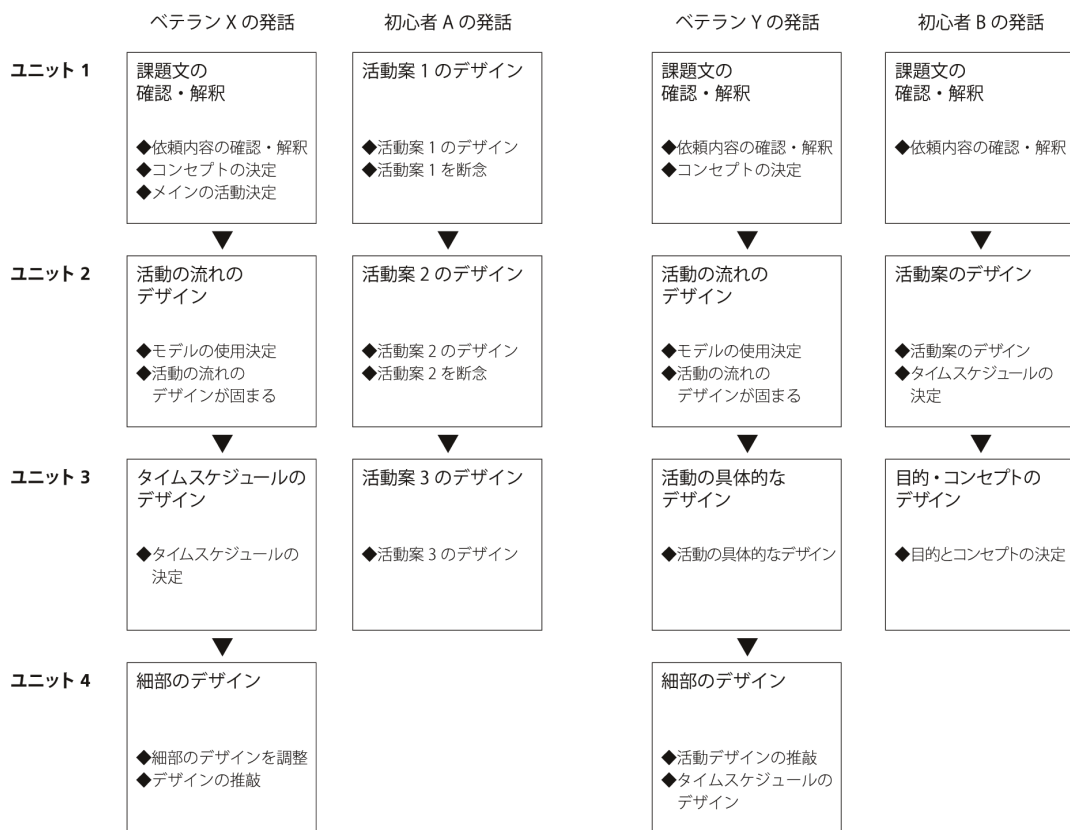 ベテラン X の発話
初心者 A の発話
ベテラン Y の発話
初心者 B の発話
ユニット 1
課題文の
確認・解釈
◆依頼内容の確認・解釈
◆コンセプトの決定
◆メインの活動決定
活動案 1 のデザイン
◆活動案 1 のデザイン
◆活動案 1 を断念
課題文の
確認・解釈
◆依頼内容の確認・解釈
◆コンセプトの決定
課題文の
確認・解釈
◆依頼内容の確認・解釈
ユニット 2
活動の流れの
デザイン
◆モデルの使用決定
◆活動の流れの
デザインが固まる
活動案 2 のデザイン
◆活動案 2 のデザイン
◆活動案 2 を断念
活動の流れの
デザイン
◆モデルの使用決定
◆活動の流れの
デザインが固まる
活動案のデザイン
◆活動案のデザイン
◆タイムスケジュールの
決定
ユニット 3
タイムスケジュールの
デザイン
◆タイムスケジュールの
決定
活動案 3 のデザイン
◆活動案 3 のデザイン
活動の具体的な
デザイン
◆活動の具体的なデザイン
目的・コンセプトの
デザイン
◆目的とコンセプトの決定
ユニット 4
細部のデザイン
◆細部のデザインを調整
◆デザインの推敲
細部のデザイン
◆活動デザインの推敲
◆タイムスケジュールの
デザイン